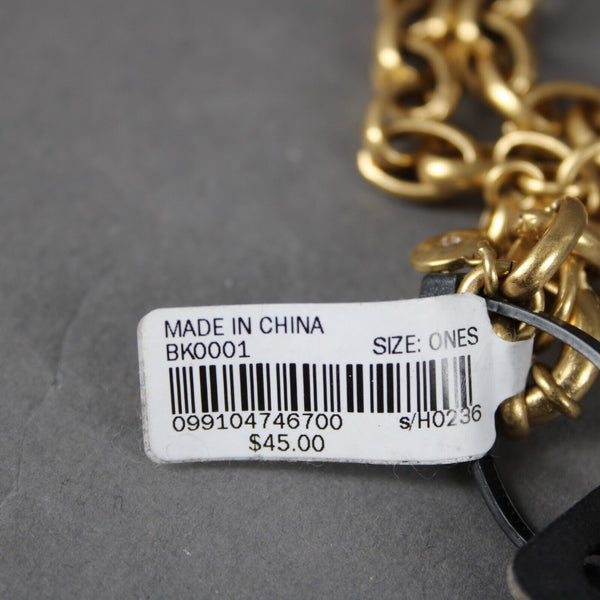 MADE IN CHINA
BK0001 SIZE: ONES
099104746700 s/H0236
$45.00